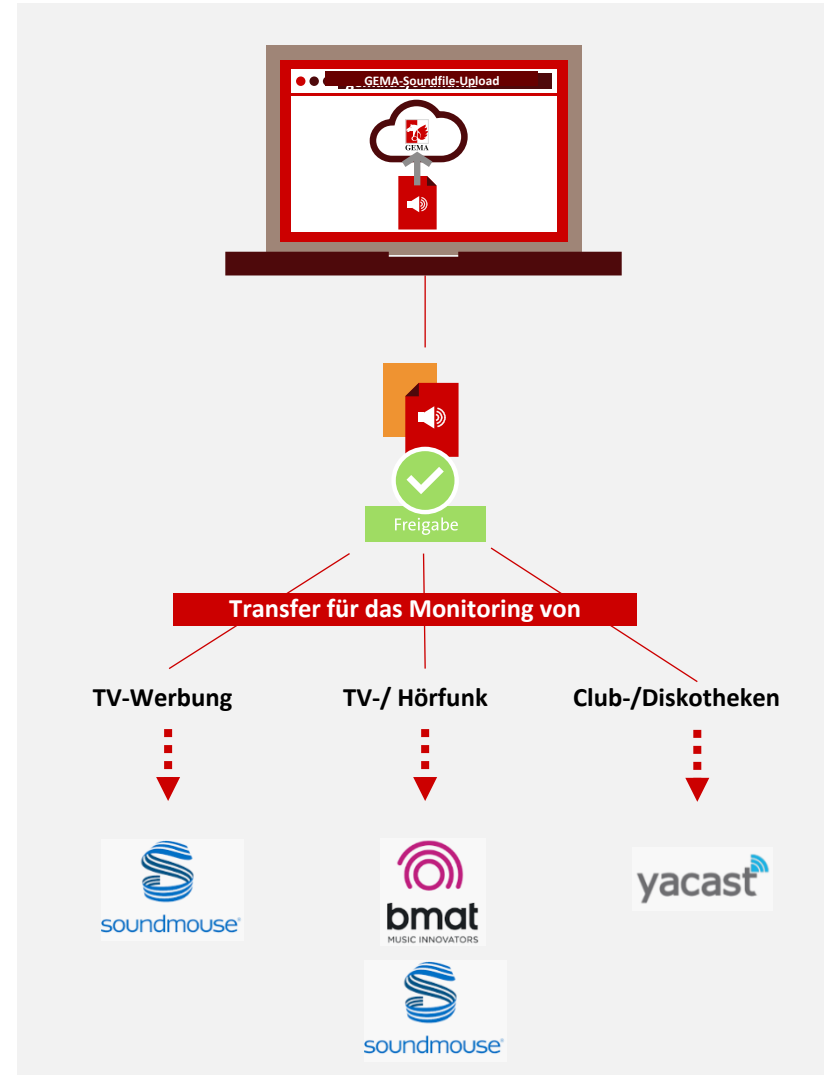 GEMA-Soundfile-Upload
GEMA
Freigabe
Transfer für das Monitoring von
TV-Werbung
TV-/ Hörfunk
Club-/Diskotheken
soundmouse®
bmat
MUSIC INNOVATORS
yacast
soundmouse®